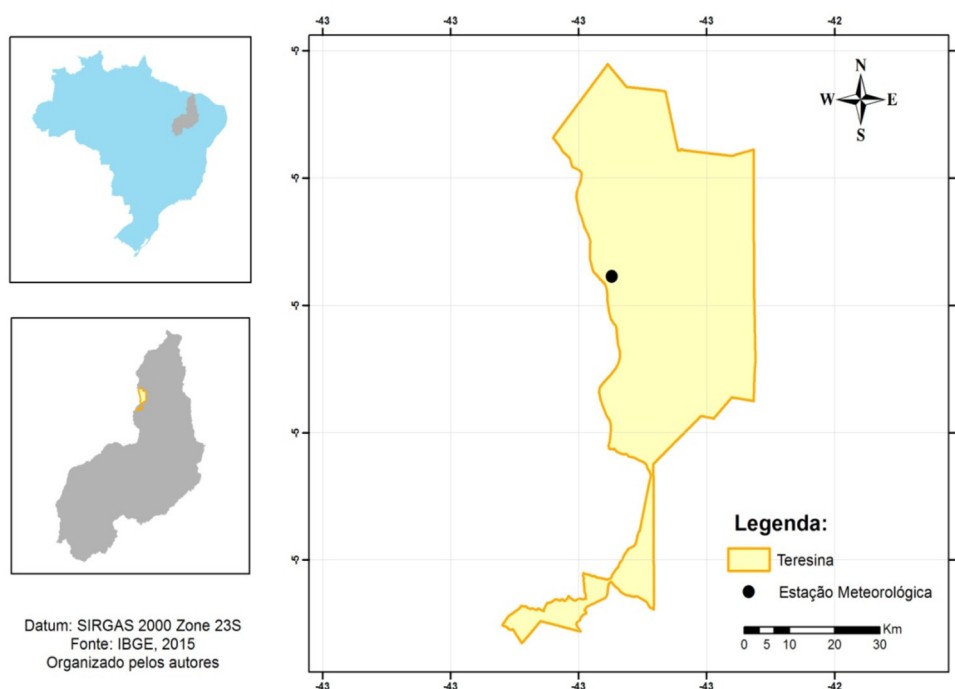 -43 -43 -43 -43 -42
-5
N
W E
S
-5
-5
-5
-5
Legenda:
Teresina
Estação Meteorológica
Km
0 5 10 20 30
-43 -43 -43 -43 -42
Datum: SIRGAS 2000 Zone 23S
Fonte: IBGE, 2015
Organizado pelos autores